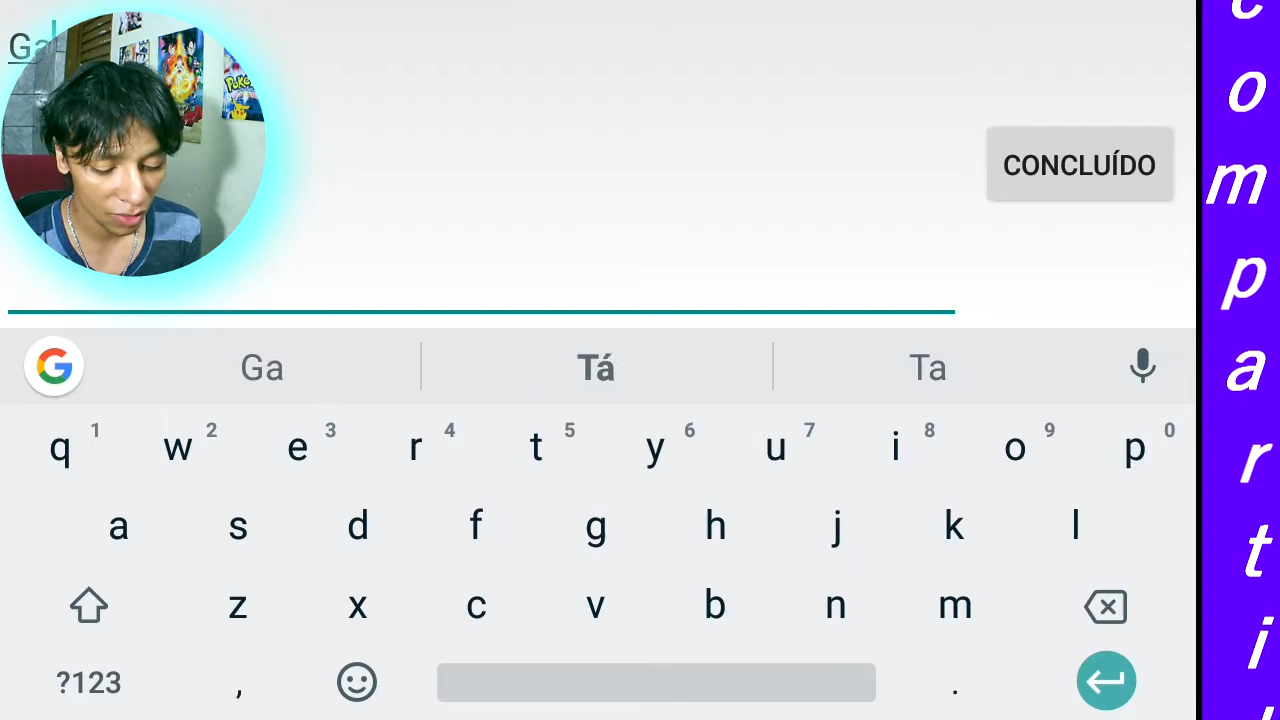 Ga
CONCLUÍDO
Ga
Tá
Ta
q 1 w 2 e 3 r 4 t 5 y 6 u 7 i 8 o 9 p 0
a s d f g h j k l
z x c v b n m
?123 , .
c
o
m
p
a
r
t
i